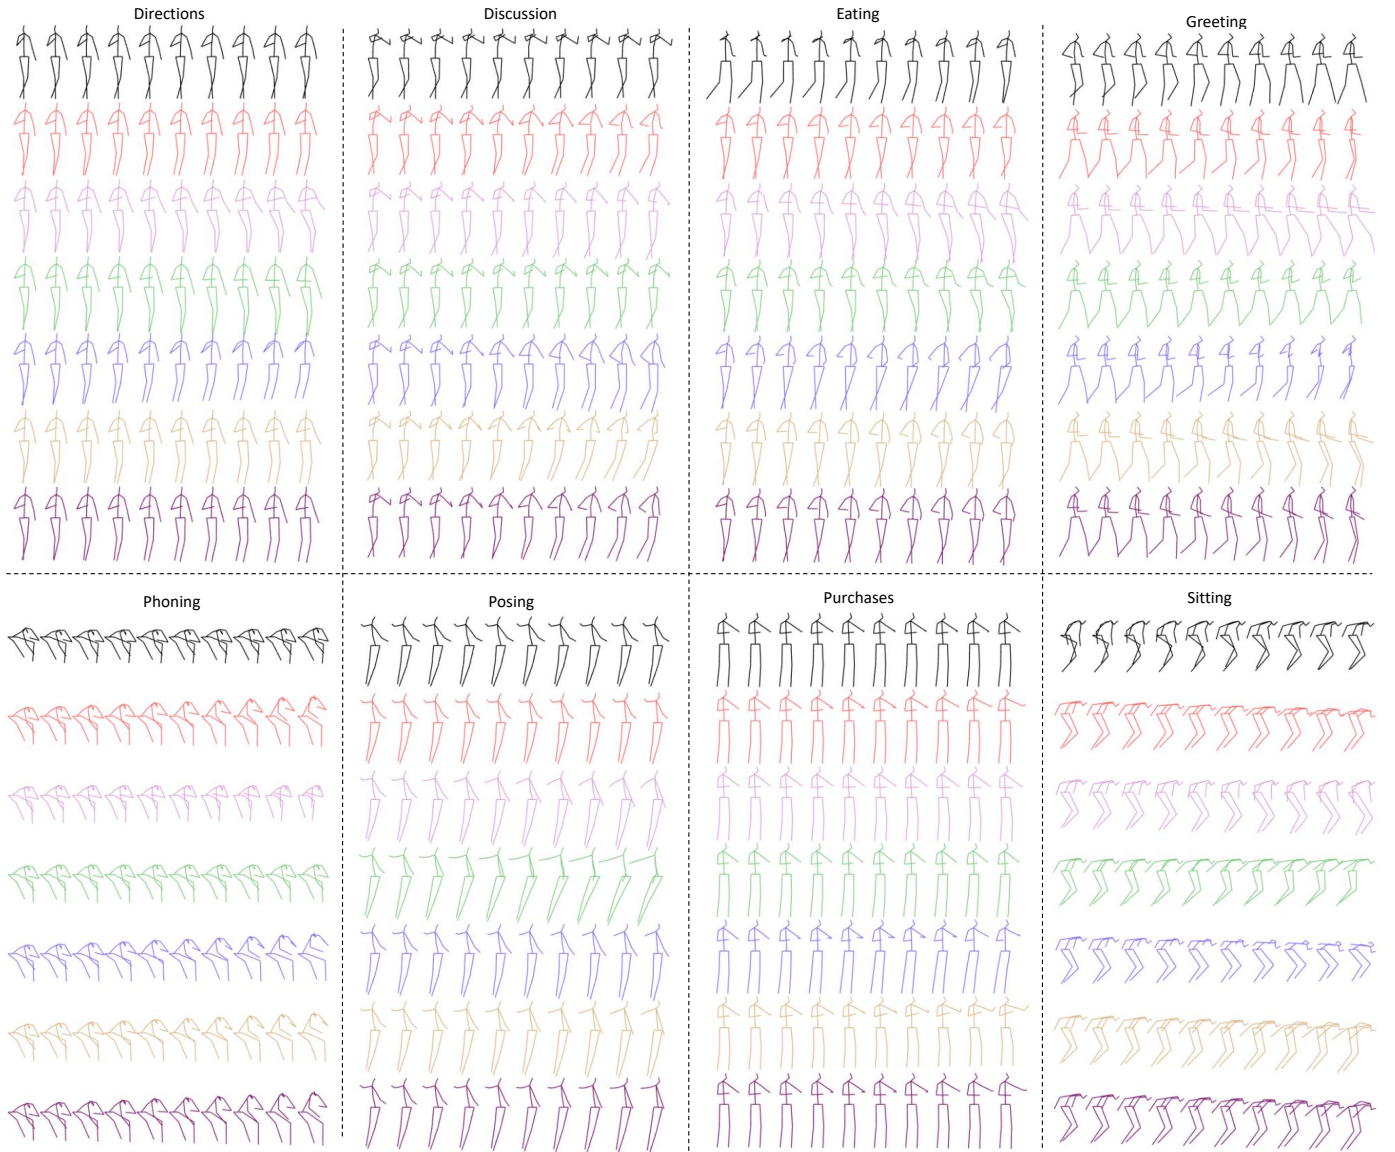 Directions
Discussion
Eating
Greeting
Phoning
Posing
Purchases
Sitting